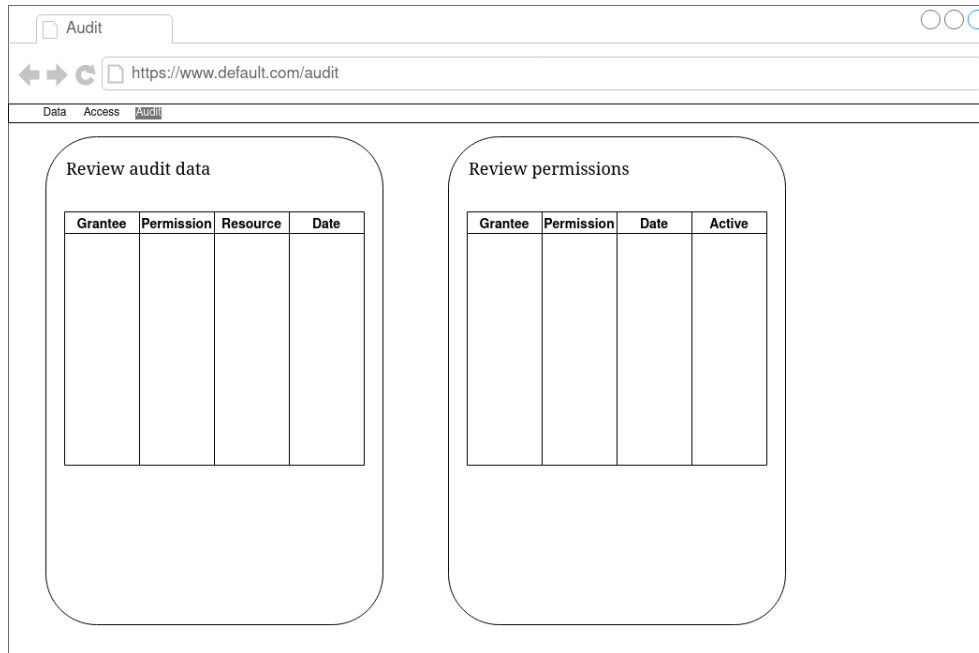 Audit
https://www.default.com/audit
Data Access Audit
Review audit data
Grantee Permission Resource Date
Review permissions
Grantee Permission Date Active